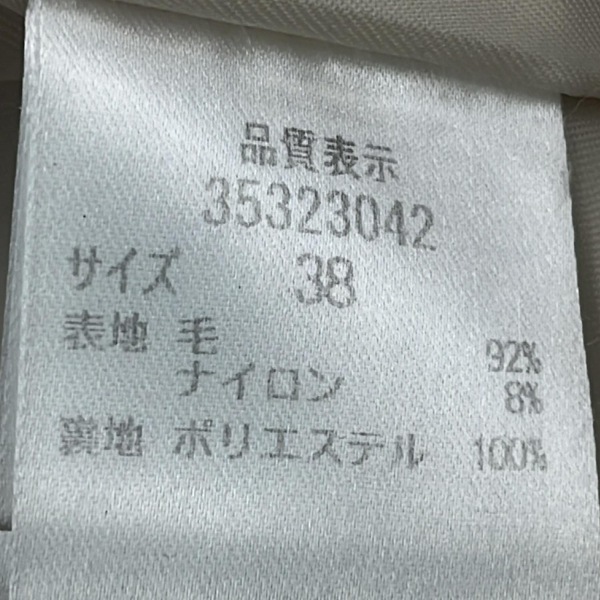 品質表示
35323042
サイズ 38
表地 毛 92%
ナイロン 8%
裏地 ポリエステル 100%